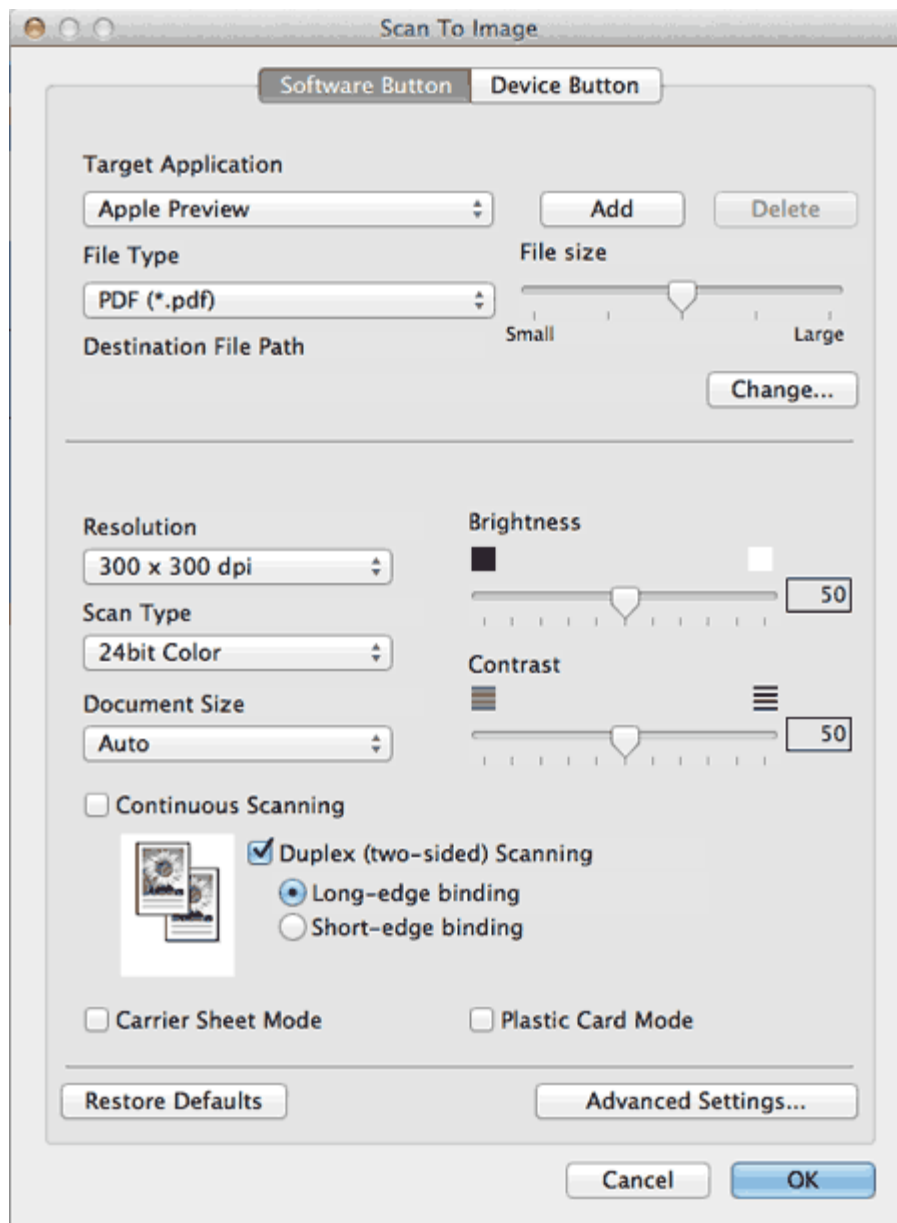 Scan To Image
Software Button Device Button
Target Application
Apple Preview Add Delete
File Type File size
PDF (*.pdf)
Small Large
Destination File Path
Change...
Resolution Brightness
300 x 300 dpi 50
Scan Type
24bit Color Contrast
Document Size
Auto 50
Continuous Scanning
Duplex (two-sided) Scanning
Long-edge binding
Short-edge binding
Carrier Sheet Mode Plastic Card Mode
Restore Defaults Advanced Settings...
Cancel OK